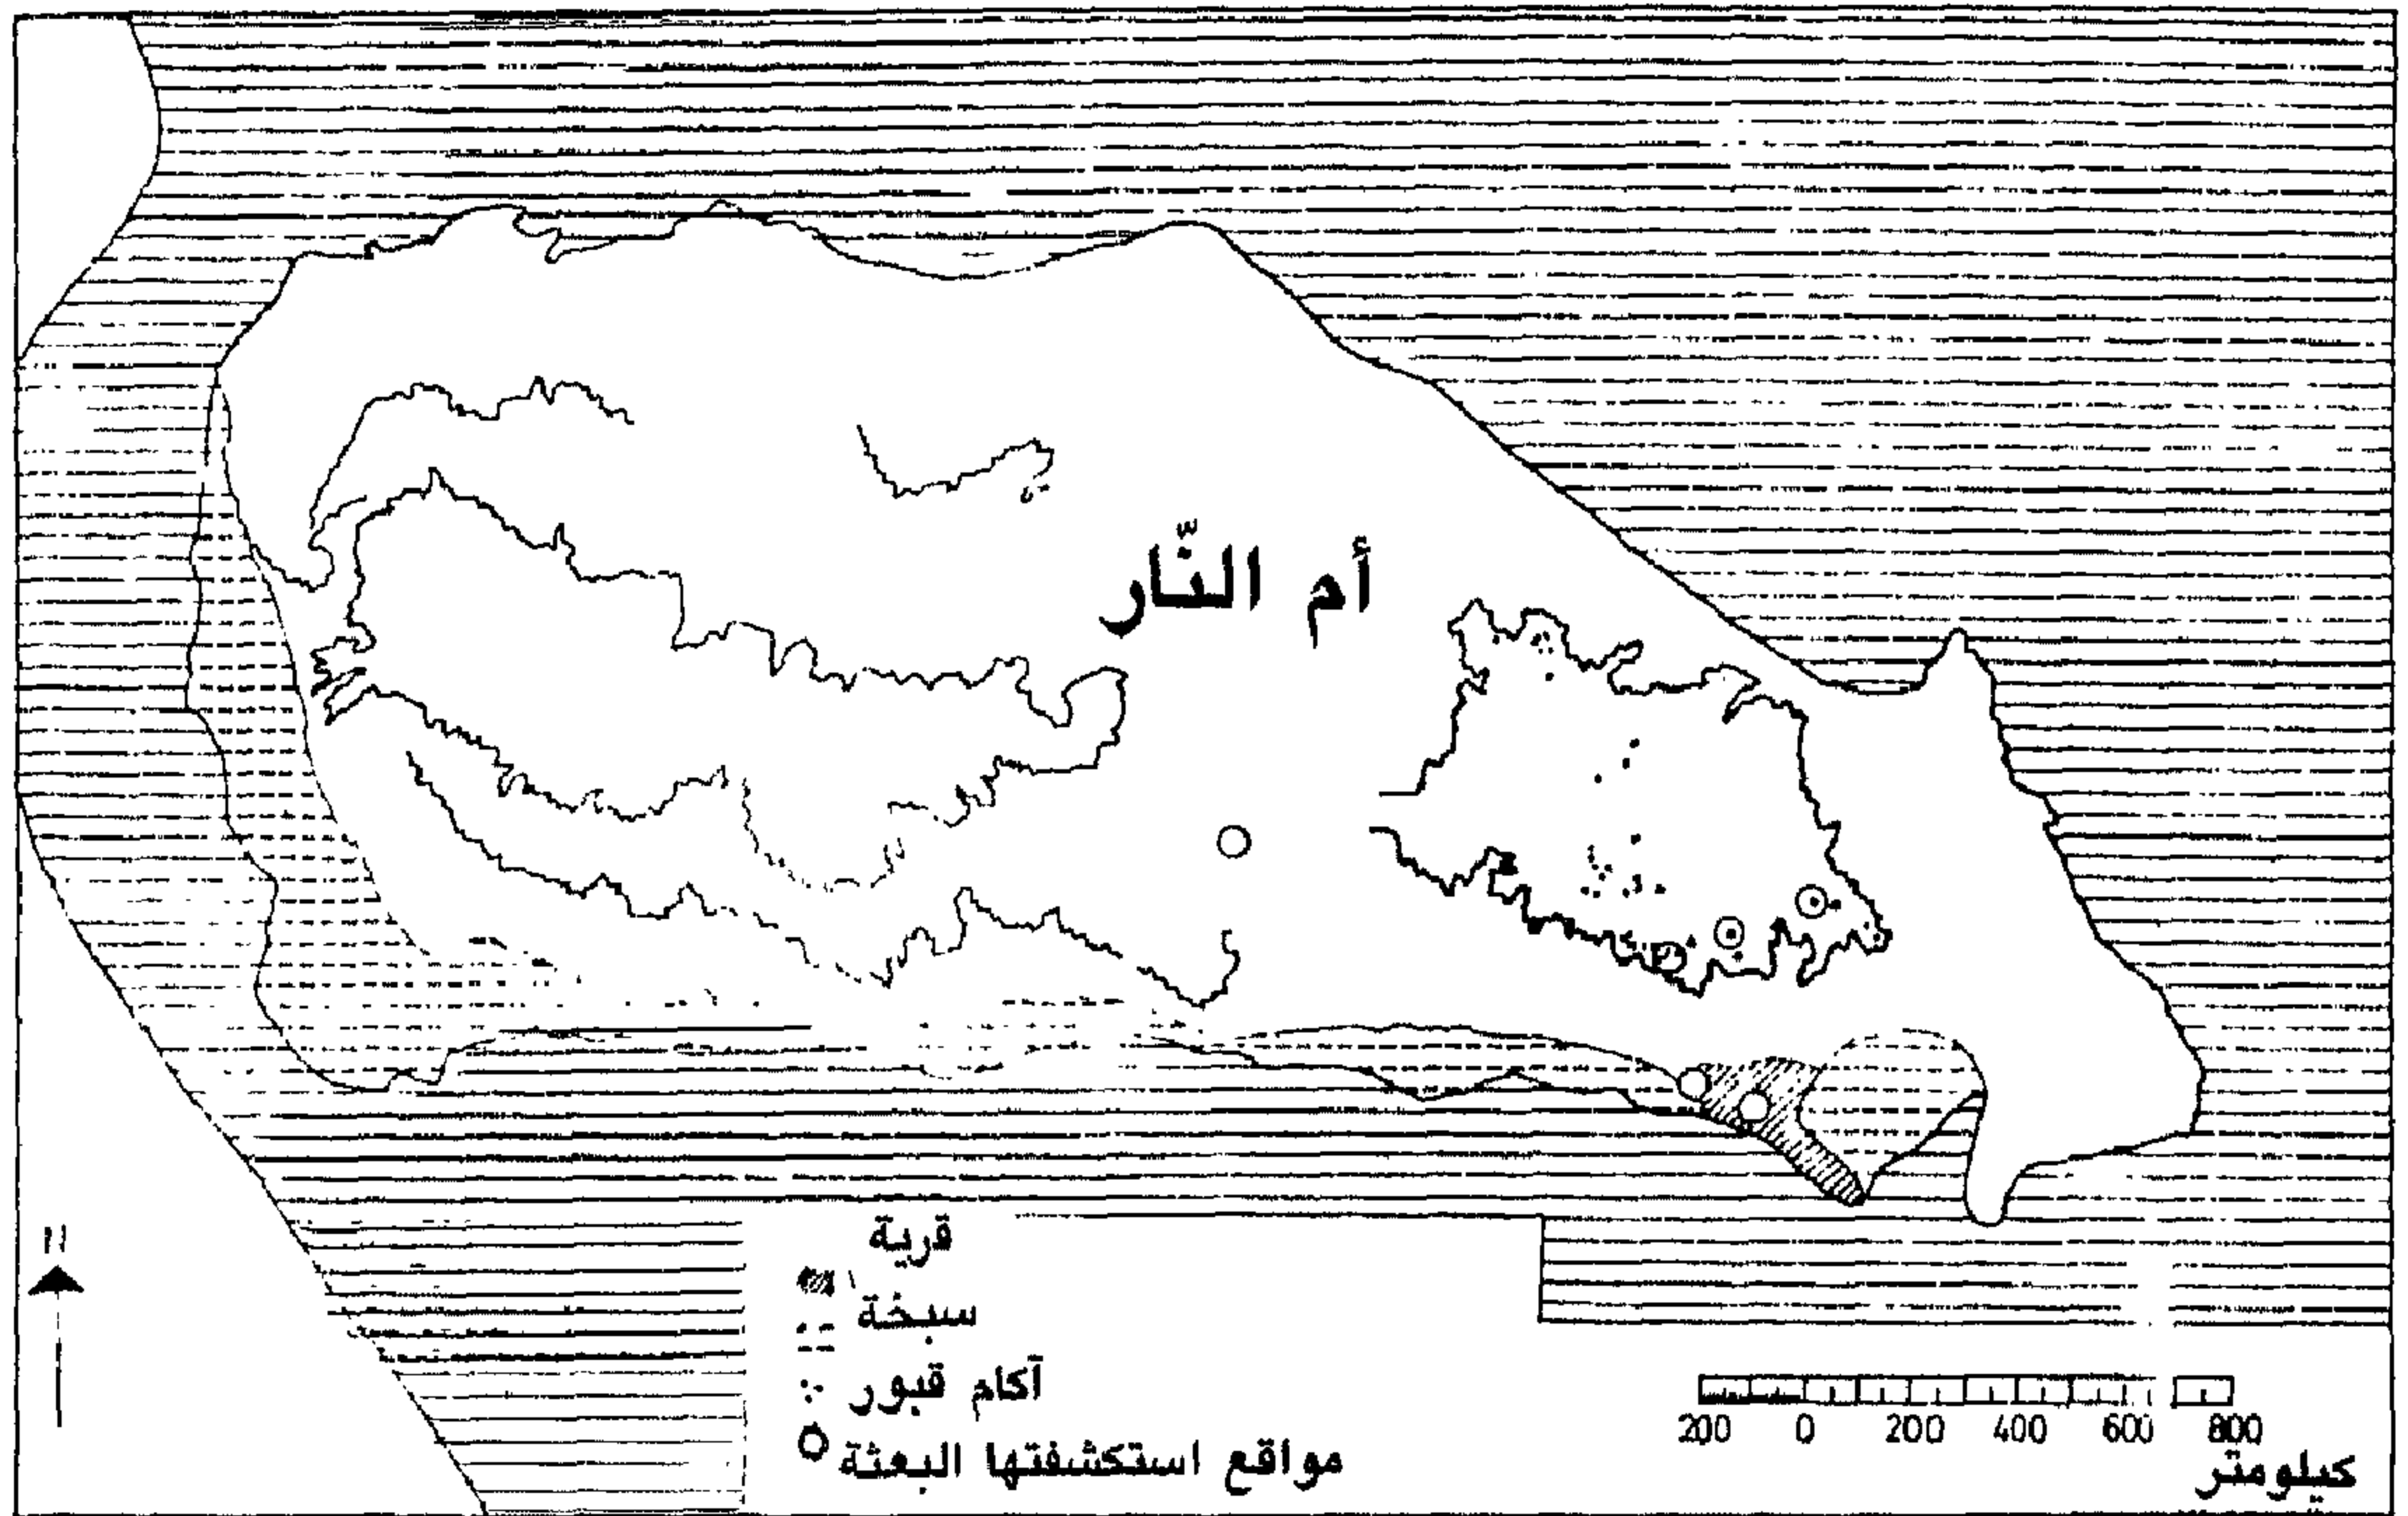 أم النّار
N
قرية
سبخة
آكام قبور
مواقع استكشفتها البعثة
200 0 200 400 600 800
كيلومتر